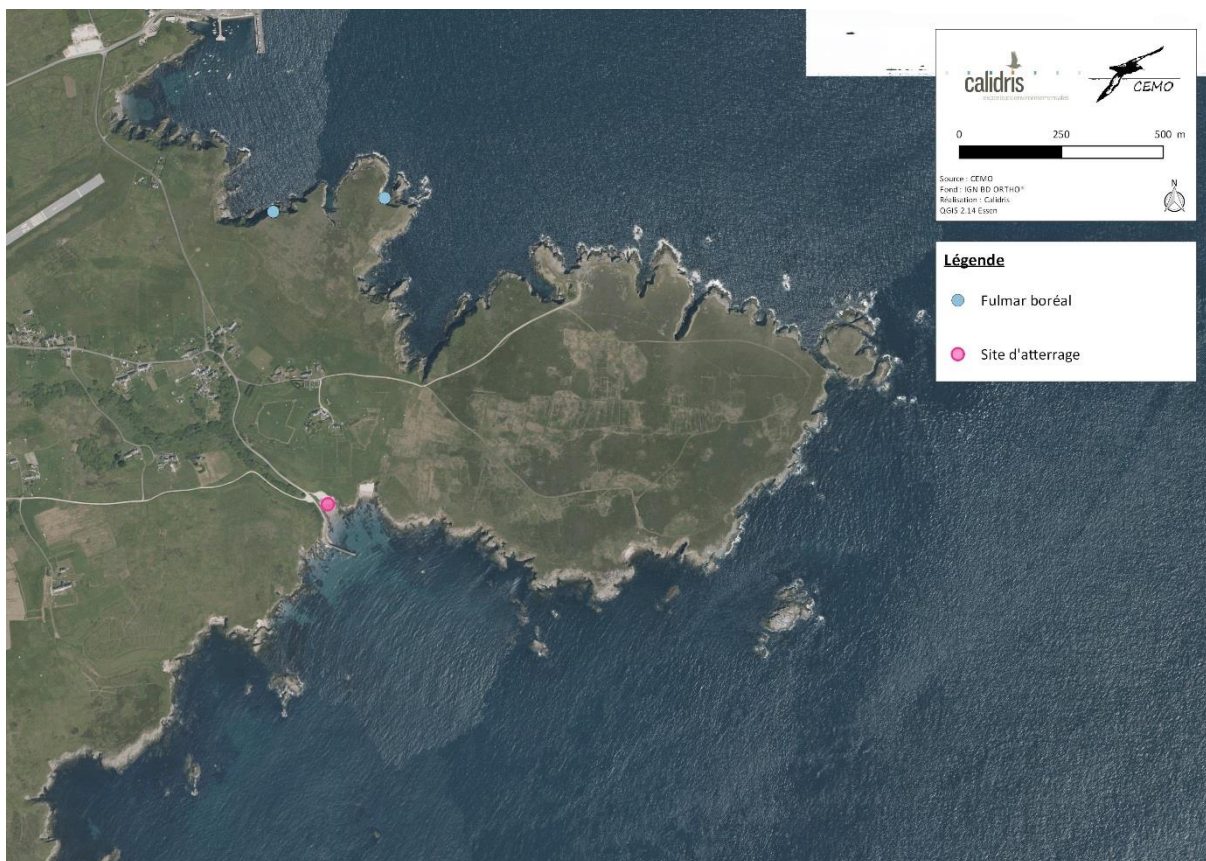 calidris
CEMO
0 250 500 m
Source : CEMO
Fond : IGN BD ORTHO®
Réalisation : Calidris
QGIS 2.14 Essen
N
Légende
Fulmar boréal
Site d'atterrage